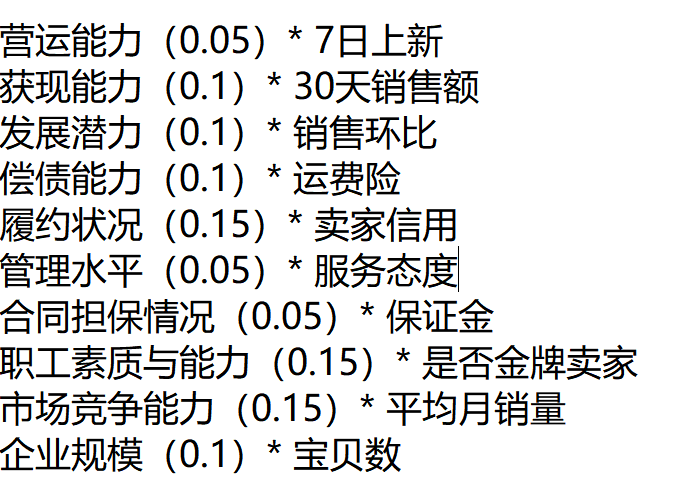 营运能力（0.05）* 7日上新
获现能力（0.1）* 30天销售额
发展潜力（0.1）* 销售环比
偿债能力（0.1）* 运费险
履约状况（0.15）* 卖家信用
管理水平（0.05）* 服务态度
合同担保情况（0.05）* 保证金
职工素质与能力（0.15）* 是否金牌卖家
市场竞争能力（0.15）* 平均月销量
企业规模（0.1）* 宝贝数